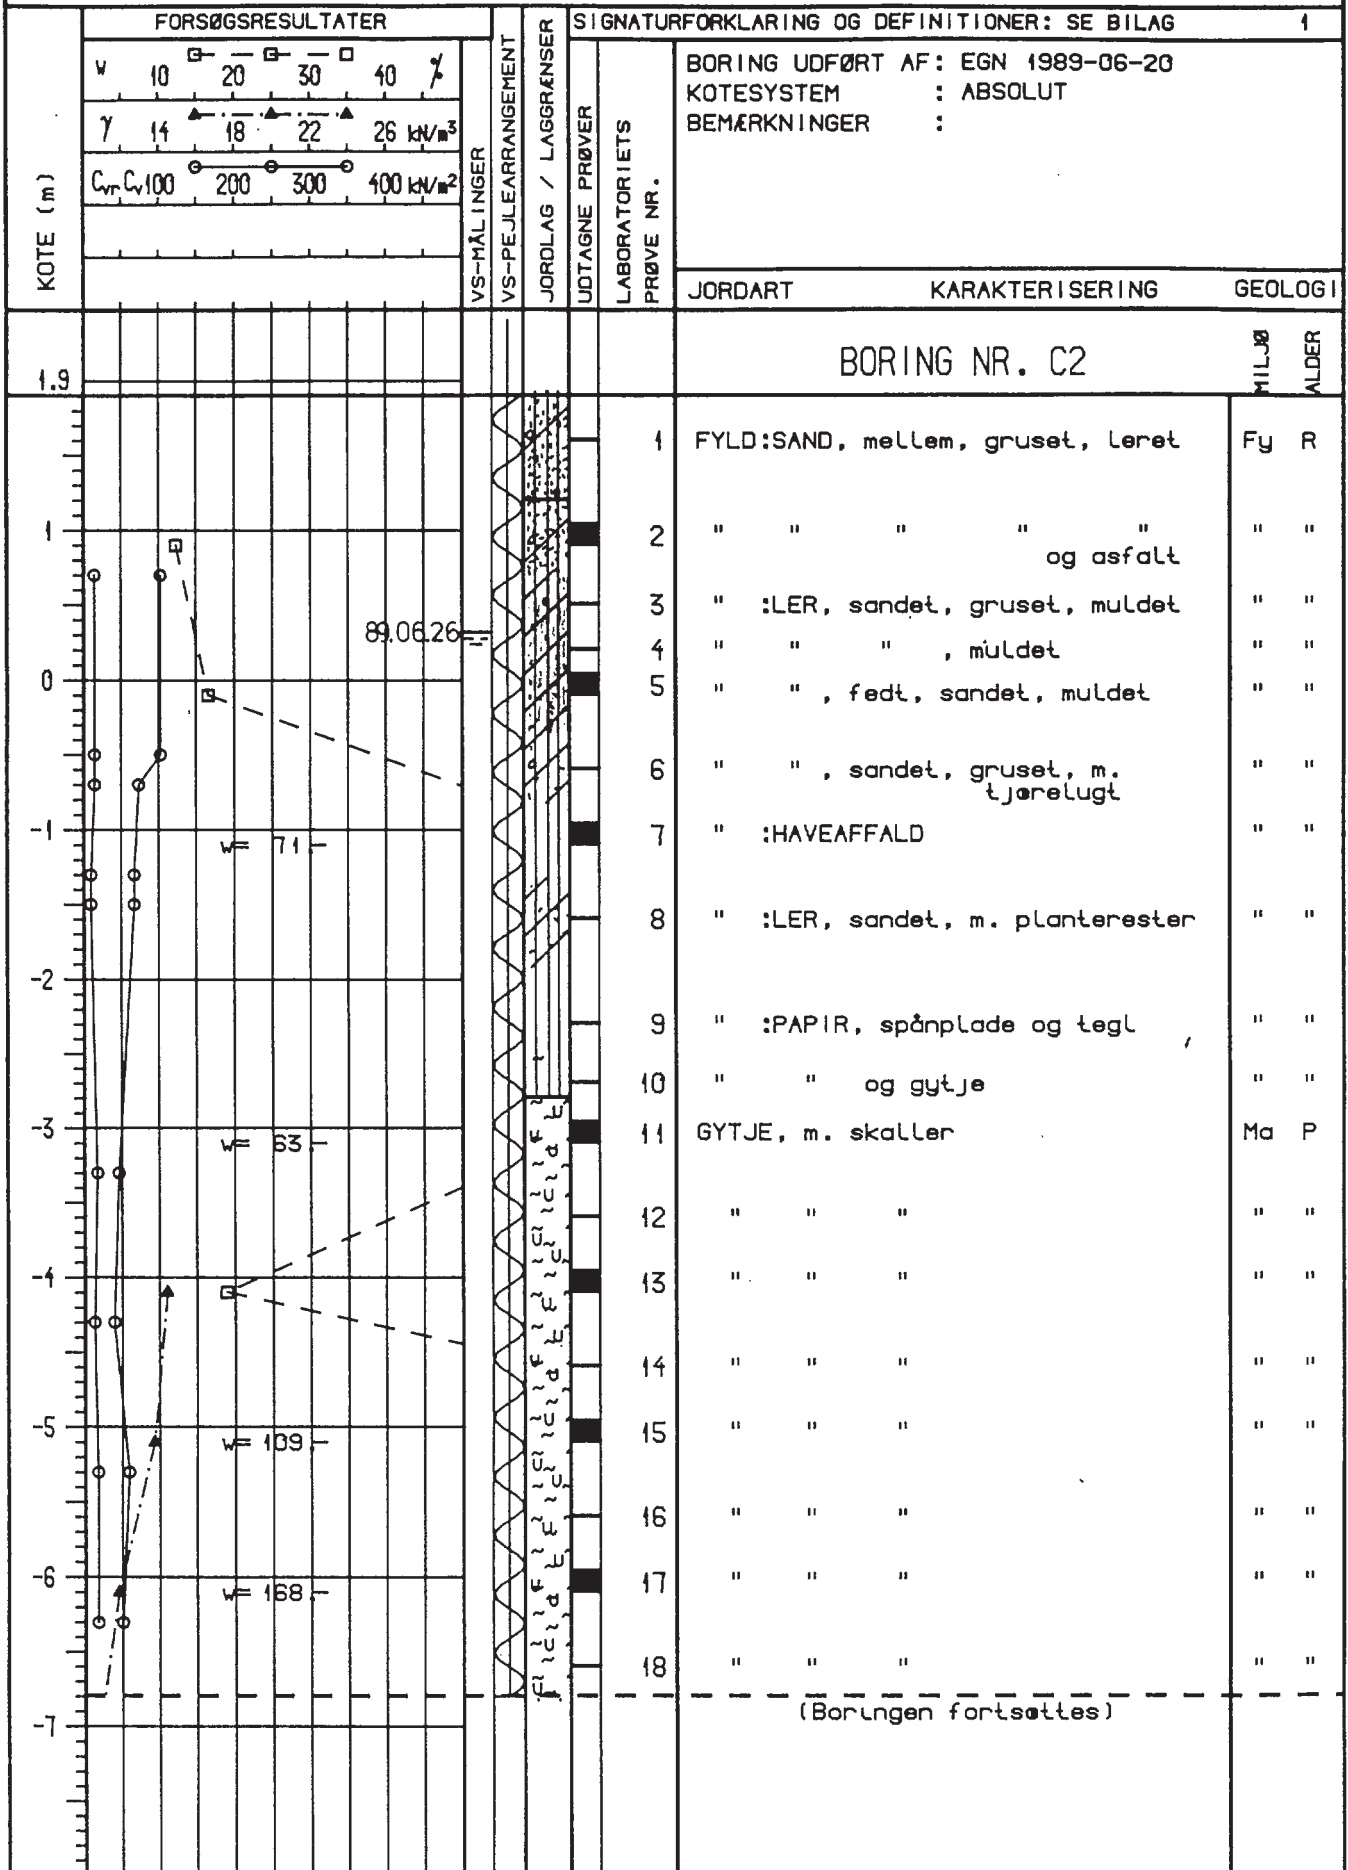 FORSØGSRESULTATER
SIGNATURFORKLARING OG DEFINITIONER: SE BILAG 1
w 10 20 30 40 %
γ 14 18 22 26 kN/m³
Cvr Cv 100 200 300 400 kN/m²
KOTE (m)
VS-MÅLINGER
VS-PEJLEARRANGEMENT
JORDLAG / LAGGRÆNSER
UDTAGNE PRØVER
LABORATORIETS
PRØVE NR.
BORING UDFØRT AF: EGN 1989-06-20
KOTESYSTEM : ABSOLUT
BEMÆRKNINGER :
JORDART KARAKTERISERING GEOLOGI
BORING NR. C2
MILJØ
ALDER
1.9
1 FYLD:SAND, mellem, gruset, leret Fy R
1
2 " " " " " " "
og asfalt
3 " :LER, sandet, gruset, muldet " "
89.06.26
4 " " " , muldet " "
0
5 " " , fedt, sandet, muldet " "
6 " " , sandet, gruset, m. " "
tjærelugt
-1
w= 71
7 " :HAVEAFFALD " "
8 " :LER, sandet, m. planterester " "
-2
9 " :PAPIR, spånplade og tegl " "
10 " " og gytje " "
-3
w= 63
11 GYTJE, m. skaller Ma P
12 " " " " "
-4
13 " " " " "
14 " " " " "
-5
w= 109
15 " " " " "
16 " " " " "
-6
w= 168
17 " " " " "
18 " " " " "
(Boringen fortsættes)
-7